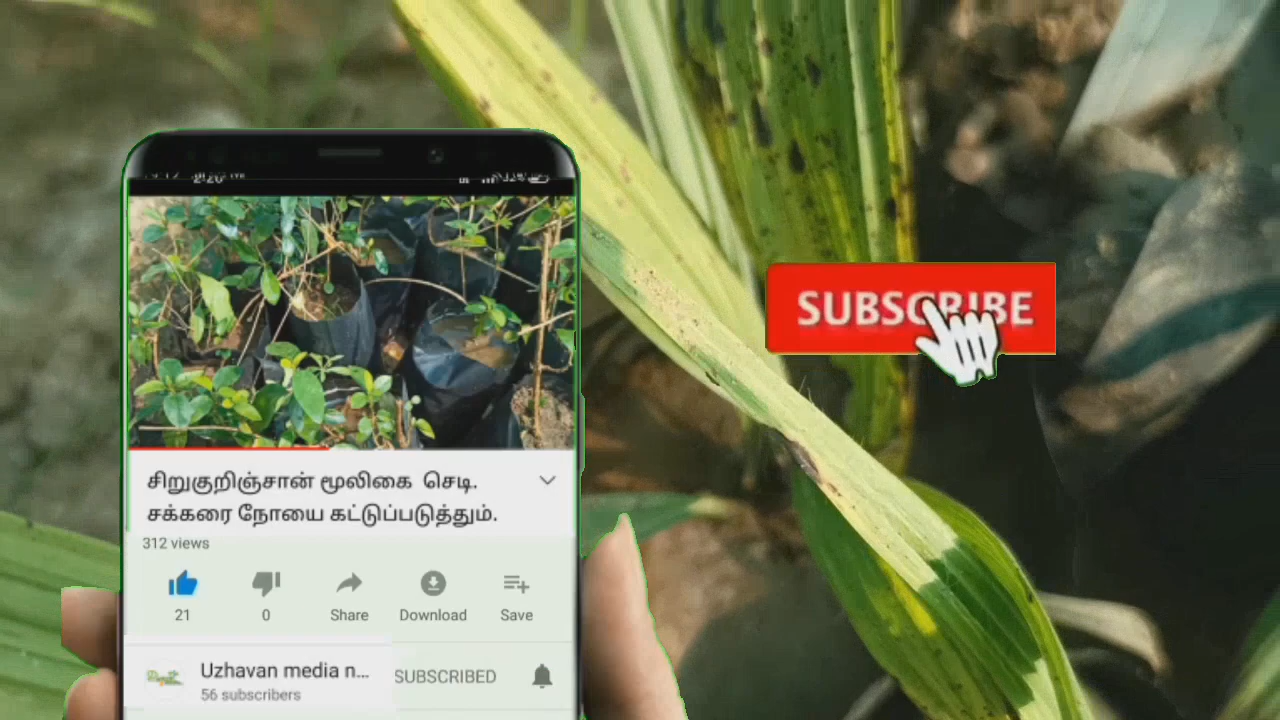 சிறுகுறிஞ்சான் மூலிகை செடி.
சக்கரை நோயை கட்டுப்படுத்தும்.
312 views
21
0
Share
Download
Save
Uzhavan media n...
SUBSCRIBED
56 subscribers
SUBSCRIBE